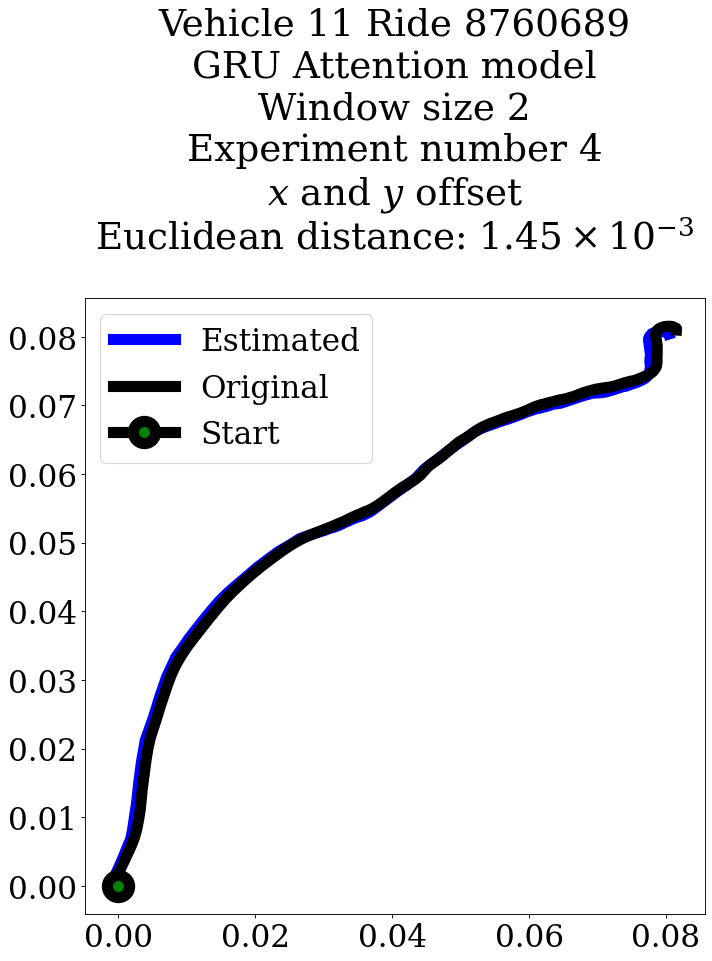 Vehicle 11 Ride 8760689
GRU Attention model
Window size 2
Experiment number 4
x and y offset
Euclidean distance: 1.45 × 10⁻³
Estimated
Original
Start
0.08
0.07
0.06
0.05
0.04
0.03
0.02
0.01
0.00
0.00 0.02 0.04 0.06 0.08